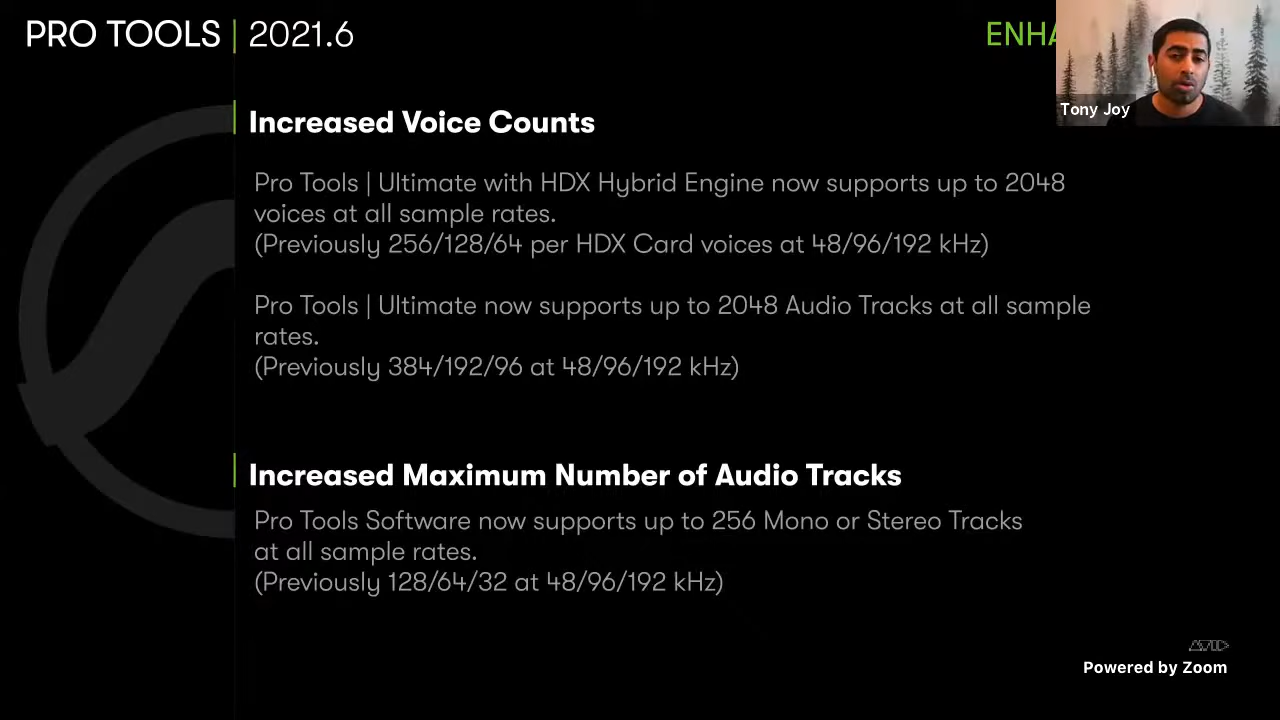 PRO TOOLS | 2021.6
ENHA
Tony Joy
Increased Voice Counts
Pro Tools | Ultimate with HDX Hybrid Engine now supports up to 2048
voices at all sample rates.
(Previously 256/128/64 per HDX Card voices at 48/96/192 kHz)
Pro Tools | Ultimate now supports up to 2048 Audio Tracks at all sample
rates.
(Previously 384/192/96 at 48/96/192 kHz)
Increased Maximum Number of Audio Tracks
Pro Tools Software now supports up to 256 Mono or Stereo Tracks
at all sample rates.
(Previously 128/64/32 at 48/96/192 kHz)
AVID
Powered by Zoom